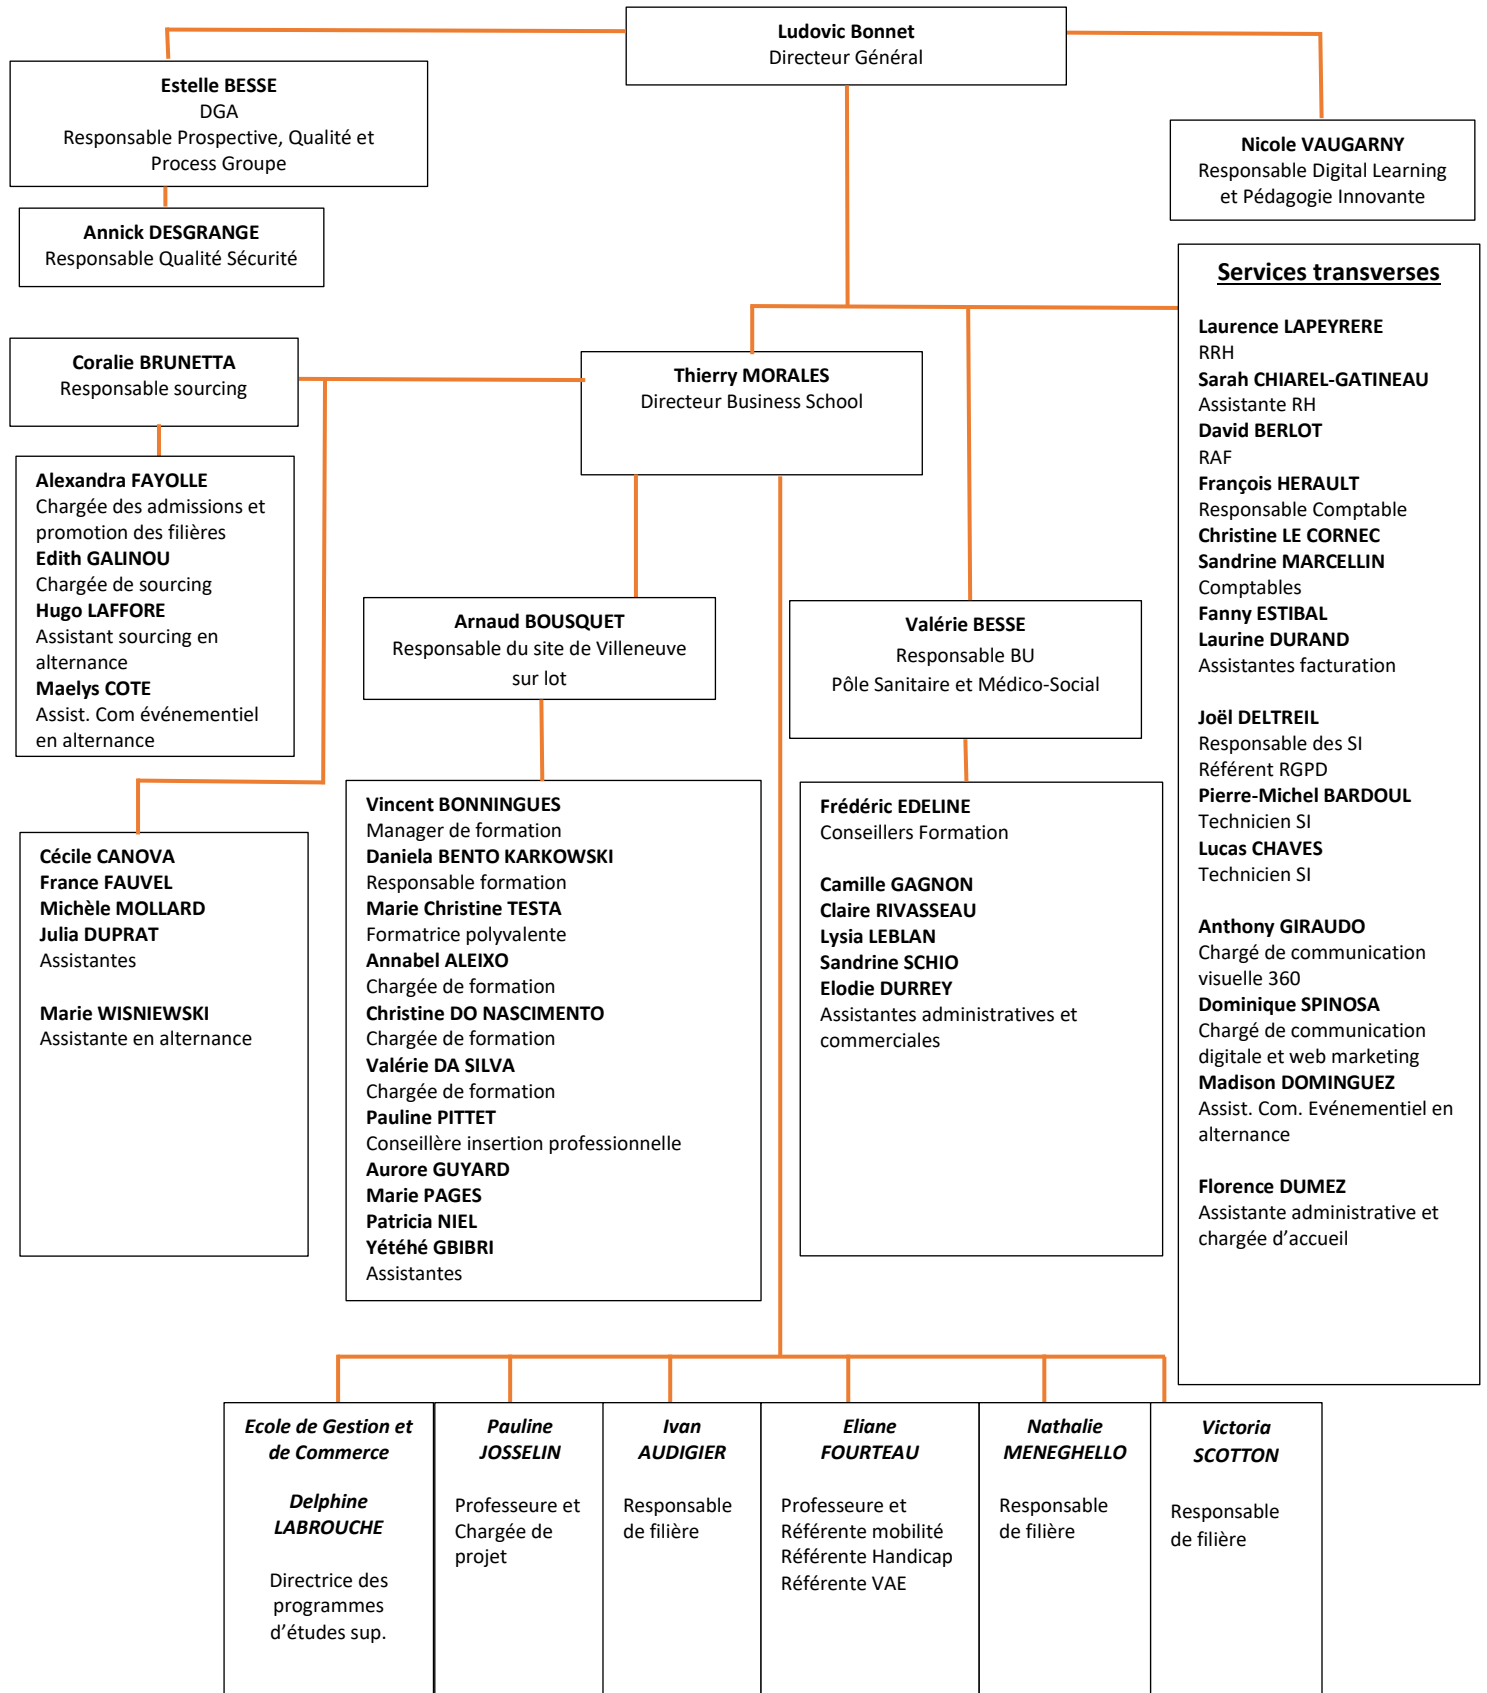 Ludovic Bonnet
Directeur Général
Estelle BESSE
DGA
Responsable Prospective, Qualité et
Process Groupe
Nicole VAUGARNY
Responsable Digital Learning
et Pédagogie Innovante
Annick DESGRANGE
Responsable Qualité Sécurité
Services transverses
Laurence LAPEYRERE
RRH
Sarah CHIAREL-GATINEAU
Assistante RH
David BERLOT
RAF
François HERAULT
Responsable Comptable
Christine LE CORNEC
Sandrine MARCELLIN
Comptables
Fanny ESTIBAL
Laurine DURAND
Assistantes facturation
Joël DELTREIL
Responsable des SI
Référent RGPD
Pierre-Michel BARDOUL
Technicien SI
Lucas CHAVES
Technicien SI
Anthony GIRAUDO
Chargé de communication
visuelle 360
Dominique SPINOSA
Chargé de communication
digitale et web marketing
Madison DOMINGUEZ
Assist. Com. Evénementiel en
alternance
Florence DUMEZ
Assistante administrative et
chargée d’accueil
Coralie BRUNETTA
Responsable sourcing
Thierry MORALES
Directeur Business School
Alexandra FAYOLLE
Chargée des admissions et
promotion des filières
Edith GALINOU
Chargée de sourcing
Hugo LAFFORE
Assistant sourcing en
alternance
Maelys COTE
Assist. Com événementiel
en alternance
Arnaud BOUSQUET
Responsable du site de Villeneuve
sur lot
Valérie BESSE
Responsable BU
Pôle Sanitaire et Médico-Social
Cécile CANOVA
France FAUVEL
Michèle MOLLARD
Julia DUPRAT
Assistantes
Marie WISNIEWSKI
Assistante en alternance
Vincent BONNINGUES
Manager de formation
Daniela BENTO KARKOWSKI
Responsable formation
Marie Christine TESTA
Formatrice polyvalente
Annabel ALEIXO
Chargée de formation
Christine DO NASCIMENTO
Chargée de formation
Valérie DA SILVA
Chargée de formation
Pauline PITTET
Conseillère insertion professionnelle
Aurore GUYARD
Marie PAGES
Patricia NIEL
Yétéhé GBIBRI
Assistantes
Frédéric EDELINE
Conseillers Formation
Camille GAGNON
Claire RIVASSEAU
Lysia LEBLAN
Sandrine SCHIO
Elodie DURREY
Assistantes administratives et
commerciales
Ecole de Gestion et
de Commerce
Delphine
LABROUCHE
Directrice des
programmes
d’études sup.
Pauline
JOSSELIN
Professeure et
Chargée de
projet
Ivan
AUDIGIER
Responsable
de filière
Eliane
FOURTEAU
Professeure et
Référente mobilité
Référente Handicap
Référente VAE
Nathalie
MENEGHELLO
Responsable
de filière
Victoria
SCOTTON
Responsable
de filière